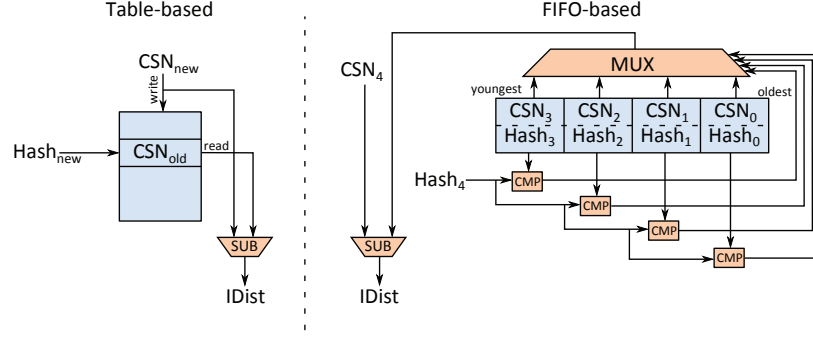 Table-based
CSNnew
write
Hashnew
CSNold
read
SUB
IDist
FIFO-based
CSN4
MUX
youngest
oldest
CSN3 CSN2 CSN1 CSN0
Hash3 Hash2 Hash1 Hash0
Hash4
CMP
CMP
CMP
CMP
SUB
IDist